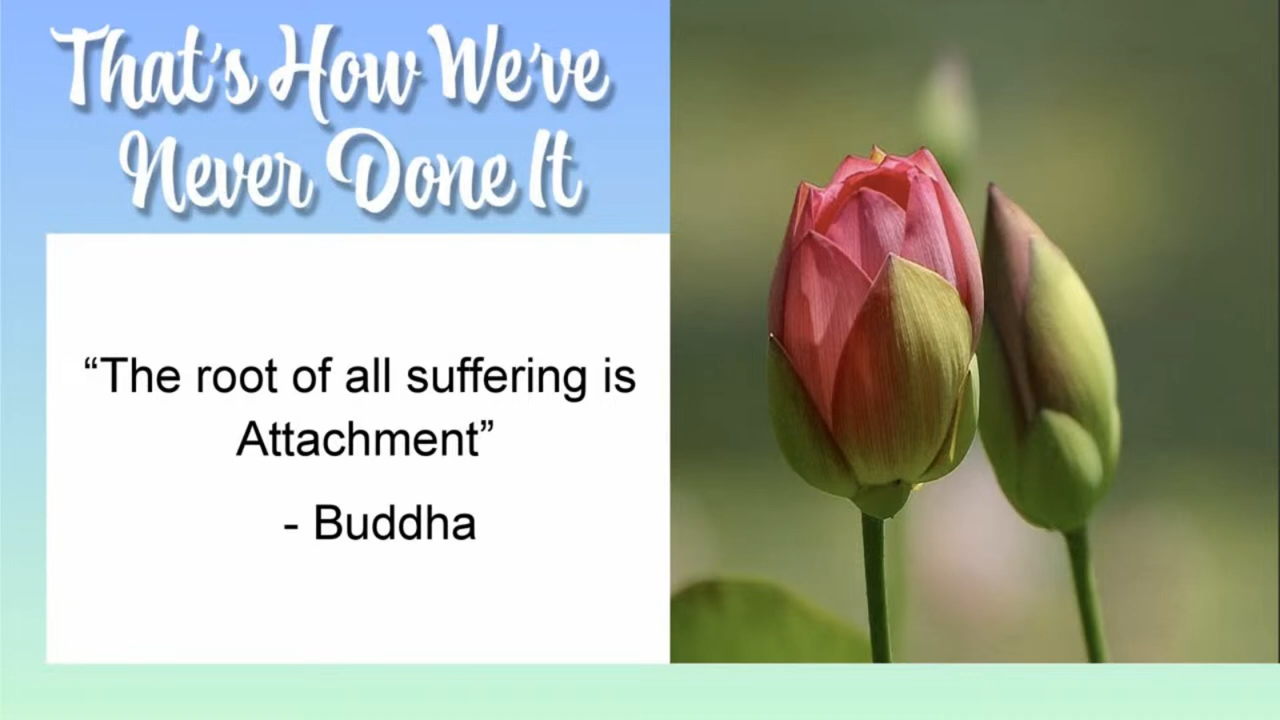 That's How We've
Never Done It
“The root of all suffering is
Attachment”
- Buddha